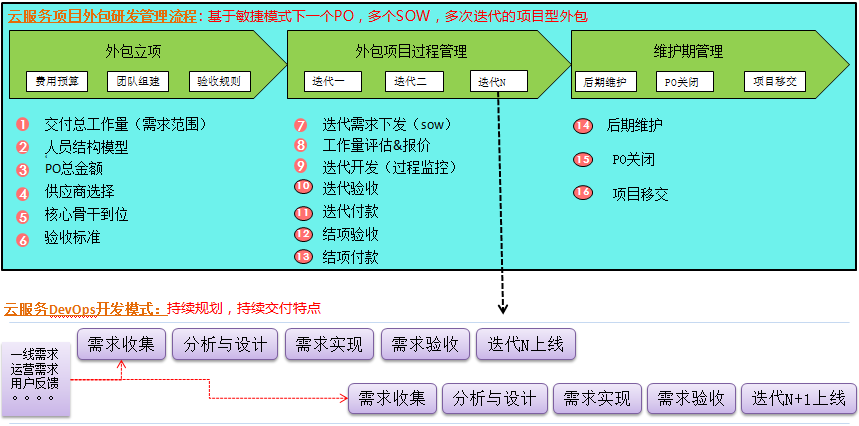 云服务项目外包研发管理流程：基于敏捷模式下一个PO，多个SOW，多次迭代的项目型外包
外包立项
费用预算 团队组建 验收规则
外包项目过程管理
迭代一 迭代二 迭代N
维护期管理
后期维护 PO关闭 项目移交
1 交付总工作量（需求范围）
2 人员结构模型
3 PO总金额
4 供应商选择
5 核心骨干到位
6 验收标准
7 迭代需求下发（sow）
8 工作量评估&报价
9 迭代开发（过程监控）
10 迭代验收
11 迭代付款
12 结项验收
13 结项付款
14 后期维护
15 PO关闭
16 项目移交
云服务DevOps开发模式：持续规划，持续交付特点
一线需求
运营需求
用户反馈
。。。。
需求收集 分析与设计 需求实现 需求验收 迭代N上线
需求收集 分析与设计 需求实现 需求验收 迭代N+1上线